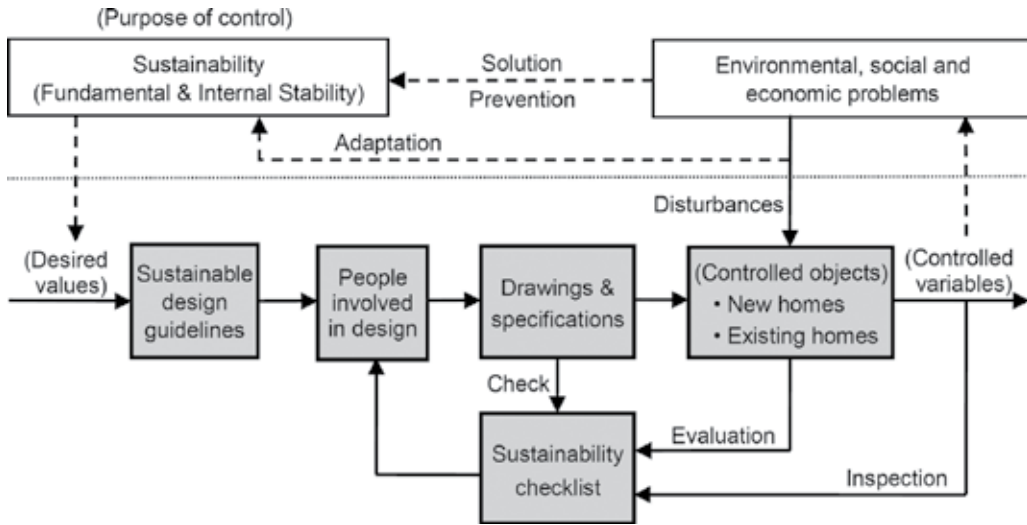 (Purpose of control)
Sustainability
(Fundamental & Internal Stability)
Solution
Prevention
Environmental, social and
economic problems
Adaptation
Disturbances
(Desired
values)
Sustainable
design
guidelines
People
involved
in design
Drawings &
specifications
(Controlled objects)
• New homes
• Existing homes
(Controlled
variables)
Check
Sustainability
checklist
Evaluation
Inspection